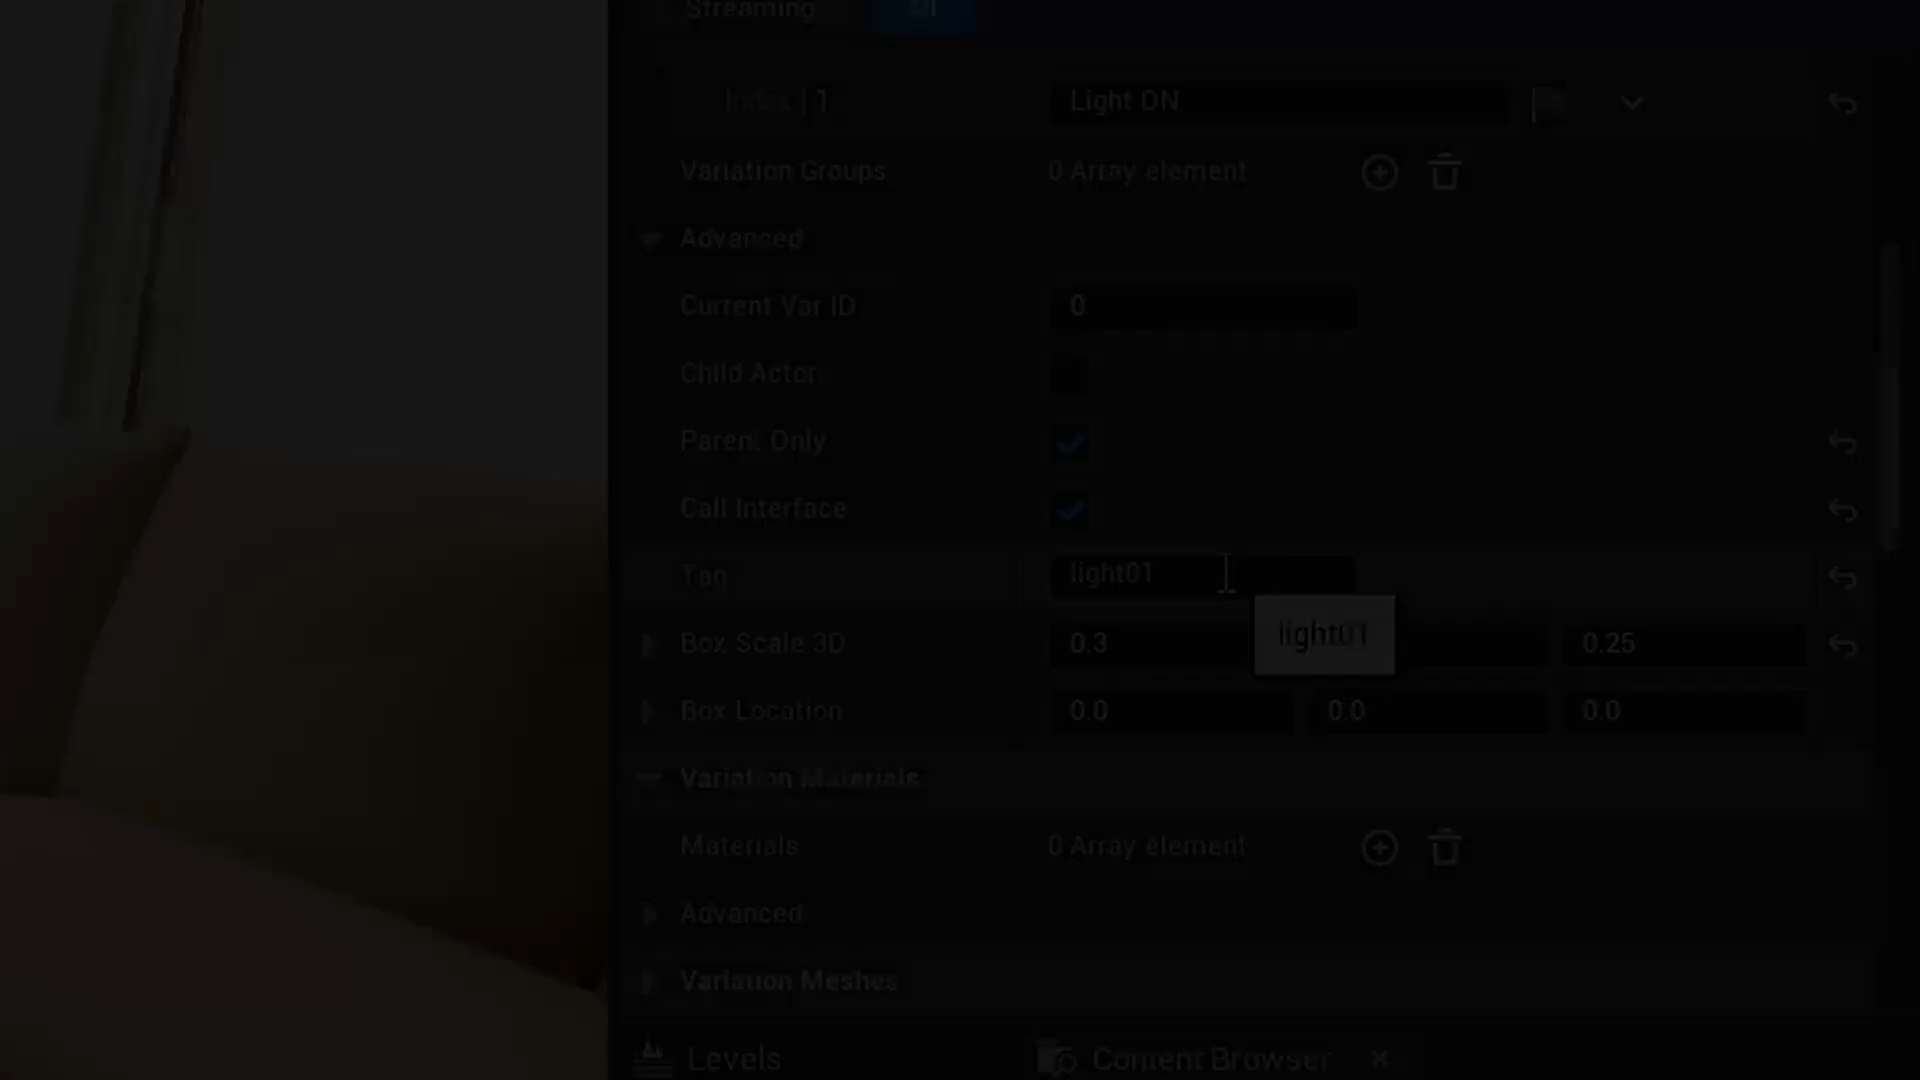 Streaming All
Index [ 1 ] Light ON
Variation Groups 0 Array element
Advanced
Current Var ID 0
Child Actor
Parent Only
Call Interface
Tag light01
light01
Box Scale 3D 0.3 0.25
Box Location 0.0 0.0 0.0
Variation Materials
Materials 0 Array element
Advanced
Variation Meshes
Levels Content Browser